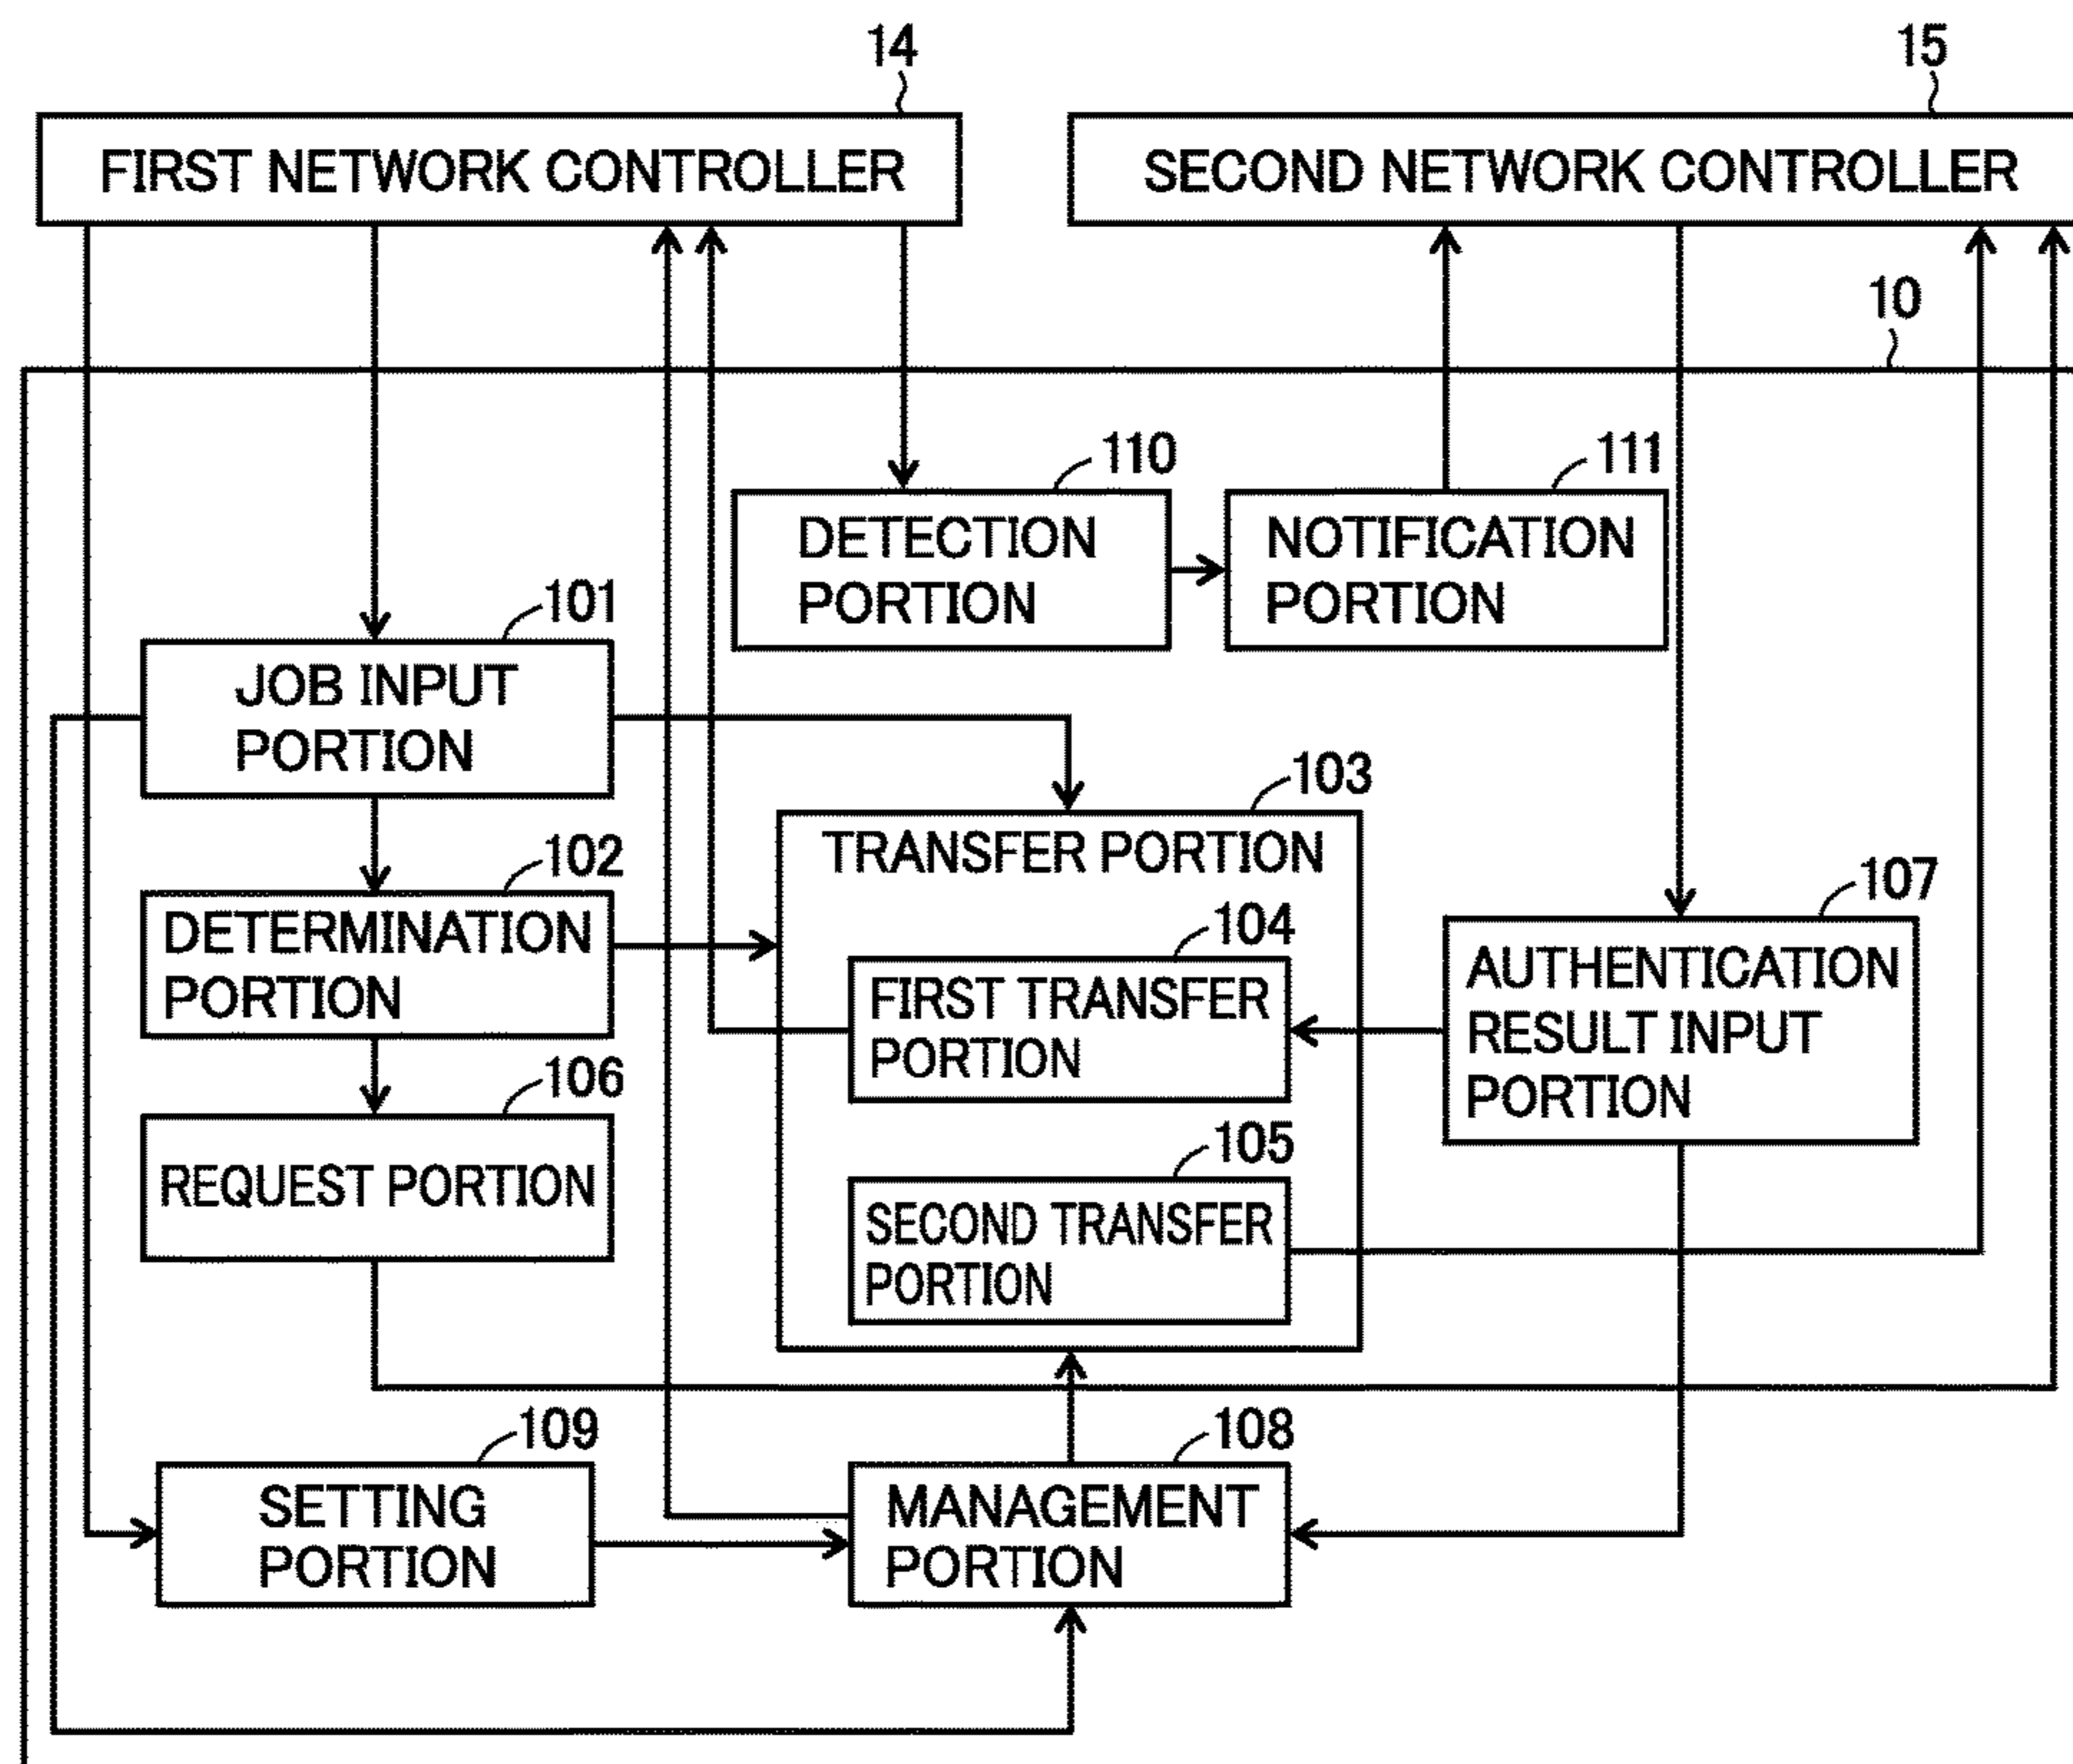 14
15
FIRST NETWORK CONTROLLER
SECOND NETWORK CONTROLLER
10
110
111
DETECTION
PORTION
NOTIFICATION
PORTION
101
JOB INPUT
PORTION
103
TRANSFER PORTION
102
DETERMINATION
PORTION
104
FIRST TRANSFER
PORTION
107
AUTHENTICATION
RESULT INPUT
PORTION
106
REQUEST PORTION
105
SECOND TRANSFER
PORTION
109
SETTING
PORTION
108
MANAGEMENT
PORTION